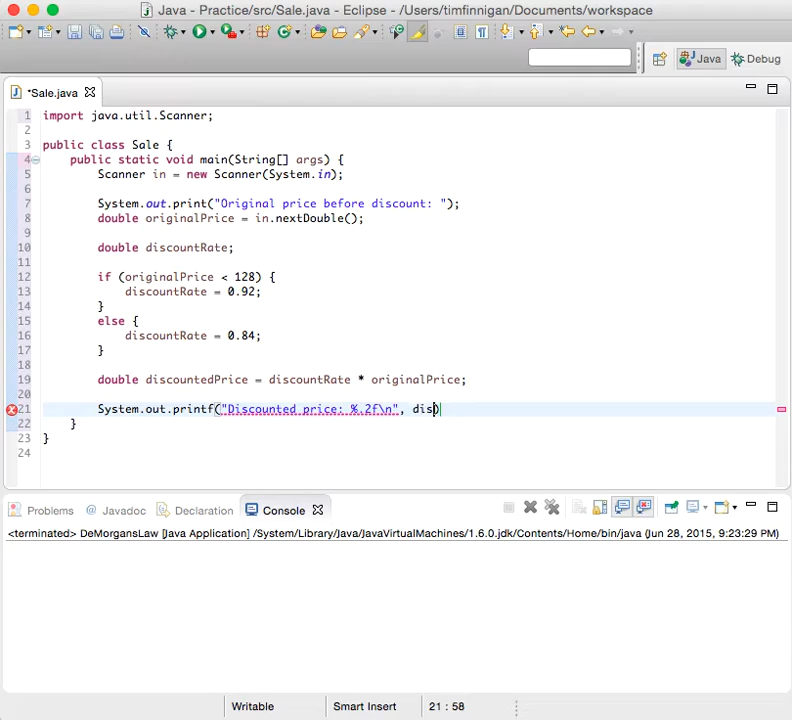 Java - Practice/src/Sale.java - Eclipse - /Users/timfinnigan/Documents/workspace
Java Debug
*Sale.java
1 import java.util.Scanner;
2
3 public class Sale {
4 public static void main(String[] args) {
5 Scanner in = new Scanner(System.in);
6
7 System.out.print("Original price before discount: ");
8 double originalPrice = in.nextDouble();
9
10 double discountRate;
11
12 if (originalPrice < 128) {
13 discountRate = 0.92;
14 }
15 else {
16 discountRate = 0.84;
17 }
18
19 double discountedPrice = discountRate * originalPrice;
20
21 System.out.printf("Discounted price: %.2f\n", dis)
22 }
23 }
24
Problems @ Javadoc Declaration Console
<terminated> DeMorgansLaw [Java Application] /System/Library/Java/JavaVirtualMachines/1.6.0.jdk/Contents/Home/bin/java (Jun 28, 2015, 9:23:29 PM)
Writable Smart Insert 21 : 58